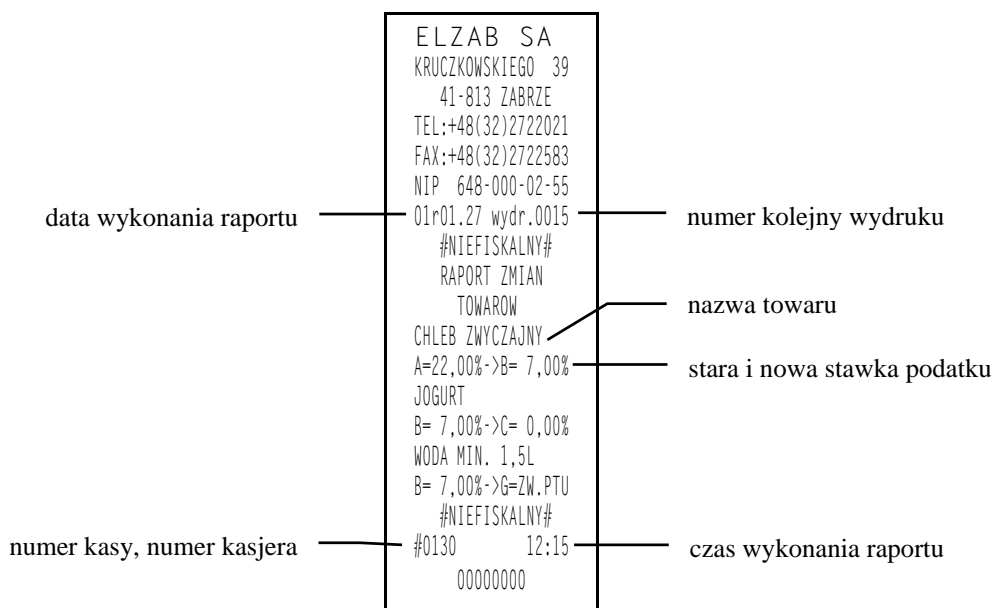 ELZAB SA
KRUCZKOWSKIEGO 39
41-813 ZABRZE
TEL:+48(32)2722021
FAX:+48(32)2722583
NIP 648-000-02-55
data wykonania raportu
01r01.27 wydr.0015
numer kolejny wydruku
#NIEFISKALNY#
RAPORT ZMIAN
TOWAROW
nazwa towaru
CHLEB ZWYCZAJNY
A=22,00%->B= 7,00%
stara i nowa stawka podatku
JOGURT
B= 7,00%->C= 0,00%
WODA MIN. 1,5L
B= 7,00%->G=ZW.PTU
#NIEFISKALNY#
numer kasy, numer kasjera
#0130 12:15
czas wykonania raportu
00000000